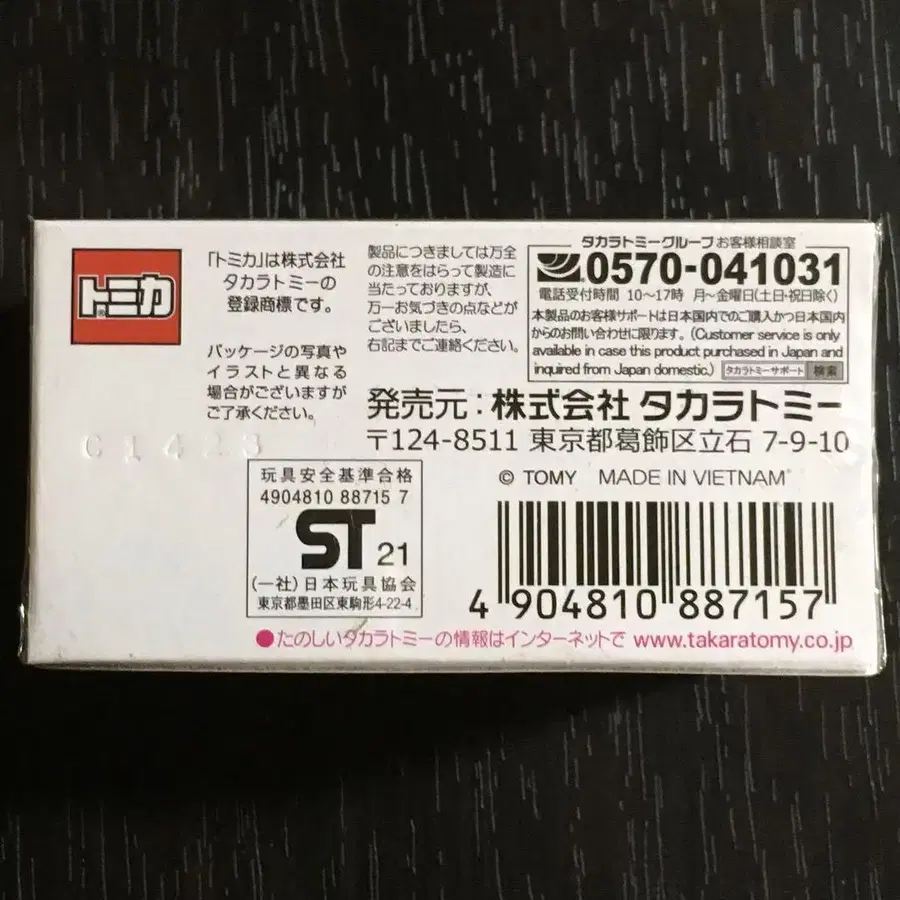 トミカ
®
「トミカ」は株式会社
タカラトミーの
登録商標です。
パッケージの写真や
イラストと異なる
場合がございますが
ご了承ください。
製品につきましては万全
の注意をはらって製造に
当たっておりますが、
万一お気づきの点などが
ございましたら、
右記までご連絡ください。
タカラトミーグループ お客様相談室
0570-041031
電話受付時間 10〜17時 月〜金曜日(土日・祝日除く)
本製品のお客様サポートは日本国内でのご購入かつ日本国内
からのお問い合わせに限ります。(Customer service is only
available in case this product purchased in Japan and
inquired from Japan domestic.) タカラトミーサポート 検索
発売元:株式会社 タカラトミー
〒124-8511 東京都葛飾区立石 7-9-10
© TOMY MADE IN VIETNAM
C1423
玩具安全基準合格
4904810 88715 7
ST 21
(一社)日本玩具協会
東京都墨田区東駒形4-22-4
4 904810 887157
●たのしいタカラトミーの情報はインターネットで www.takaratomy.co.jp